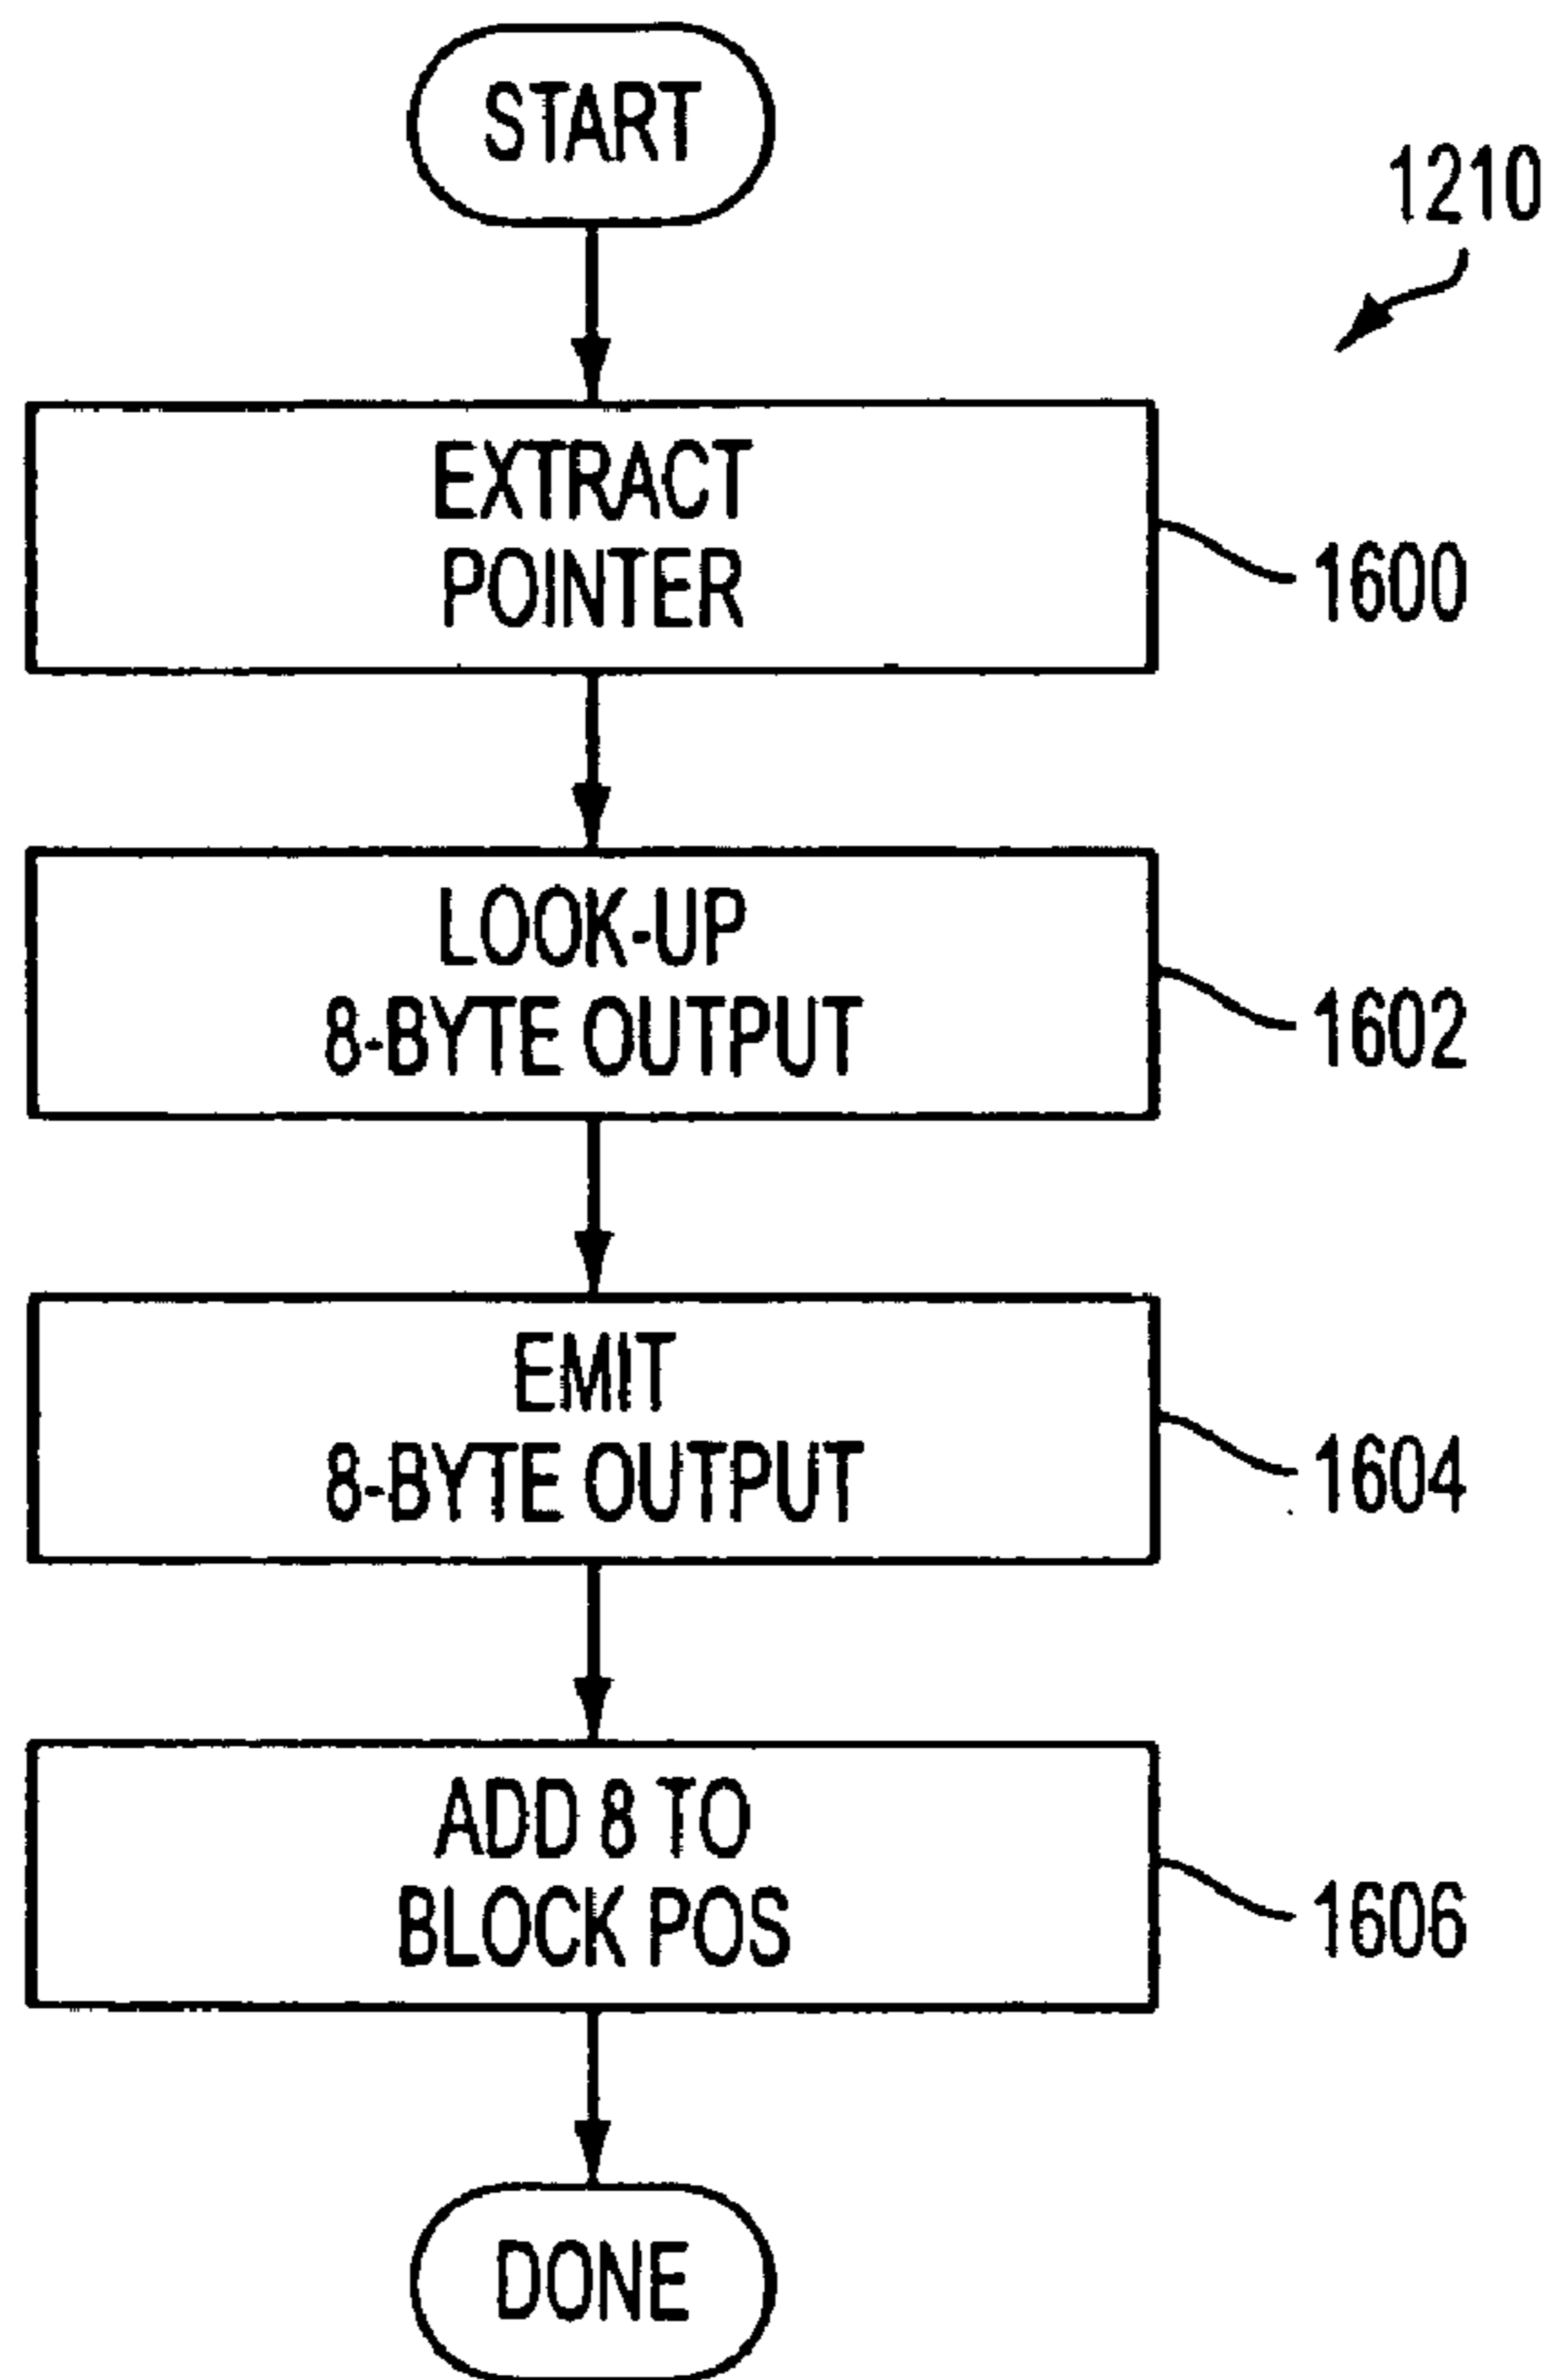 START
1210
EXTRACT
POINTER
1600
LOOK-UP
8-BYTE OUTPUT
1602
EMIT
8-BYTE OUTPUT
1604
ADD 8 TO
BLOCK POS
1606
DONE